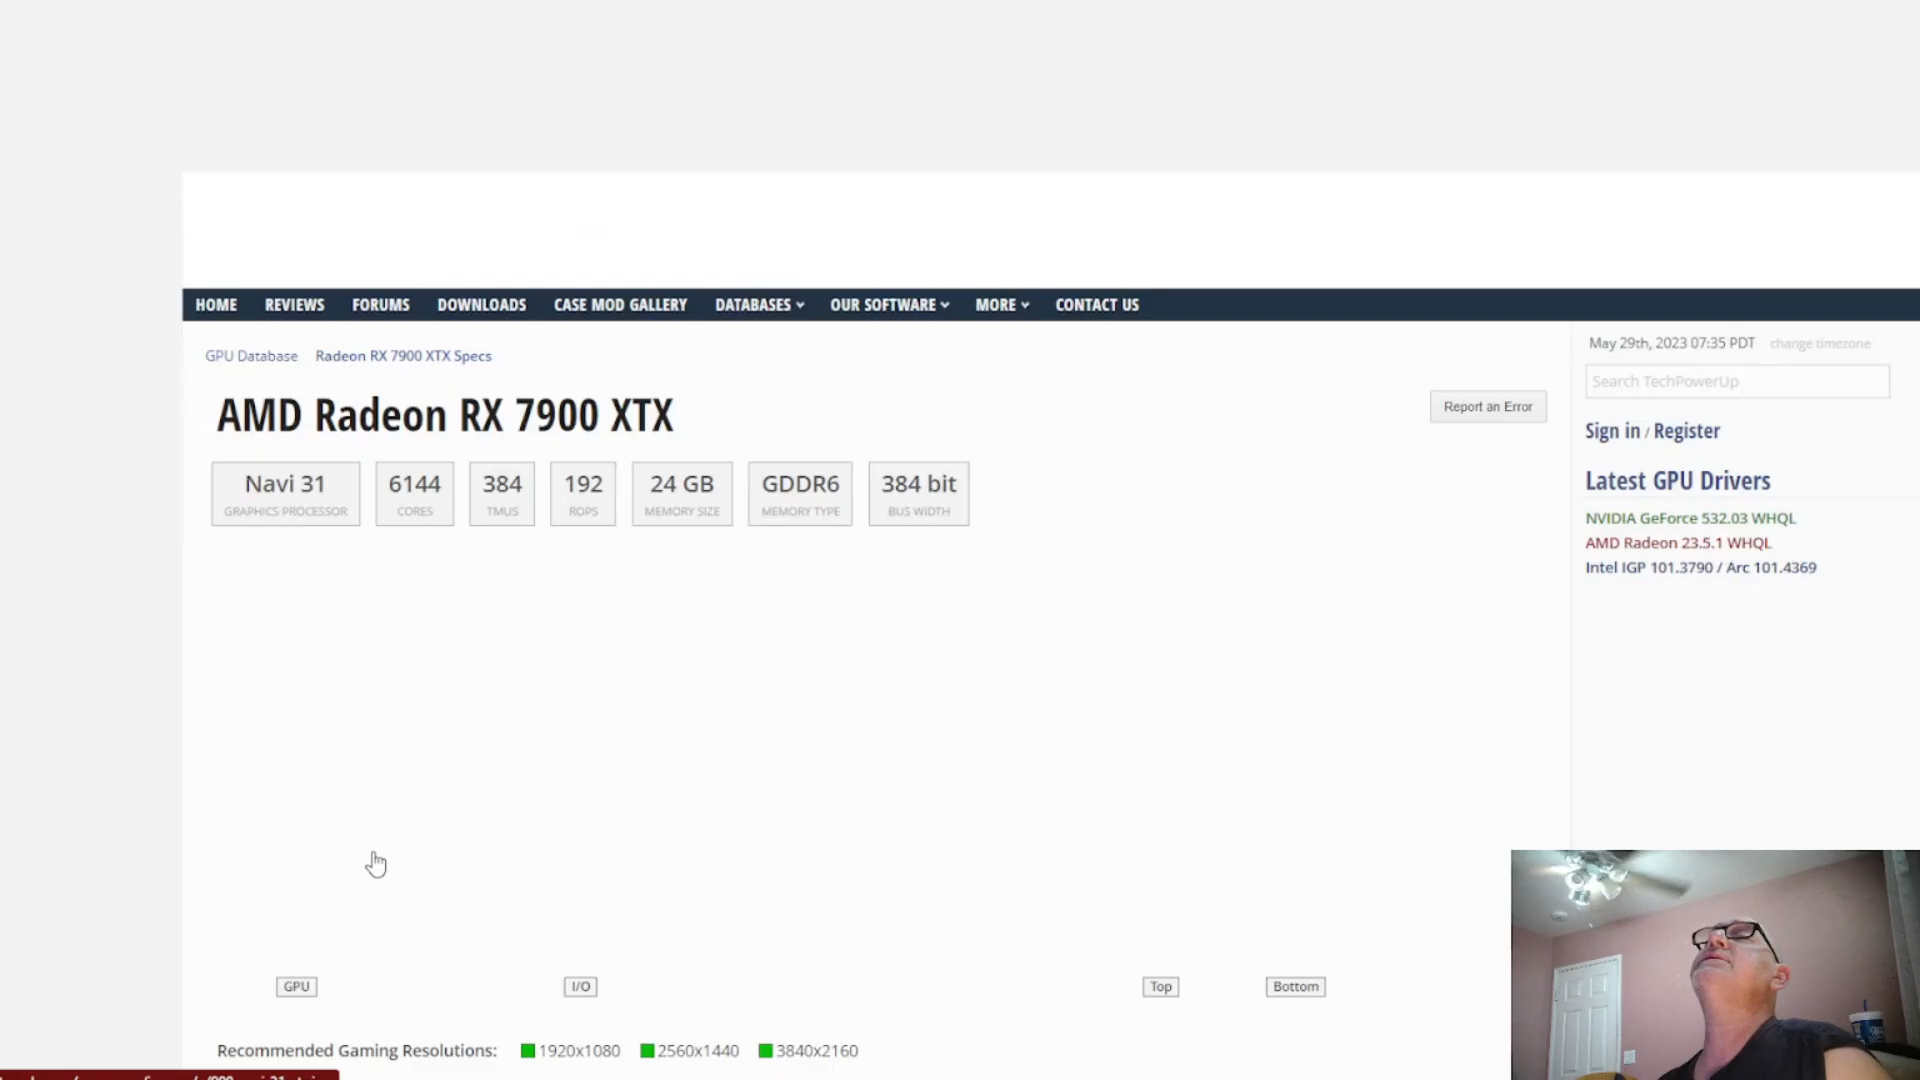 HOME REVIEWS FORUMS DOWNLOADS CASE MOD GALLERY DATABASES OUR SOFTWARE MORE CONTACT US
GPU Database Radeon RX 7900 XTX Specs
May 29th, 2023 07:35 PDT change timezone
Search TechPowerUp
AMD Radeon RX 7900 XTX
Report an Error
Sign in / Register
Navi 31 6144 384 192 24 GB GDDR6 384 bit
GRAPHICS PROCESSOR CORES TMUS ROPS MEMORY SIZE MEMORY TYPE BUS WIDTH
Latest GPU Drivers
NVIDIA GeForce 532.03 WHQL
AMD Radeon 23.5.1 WHQL
Intel IGP 101.3790 / Arc 101.4369
GPU I/O Top Bottom
Recommended Gaming Resolutions: 1920x1080 2560x1440 3840x2160